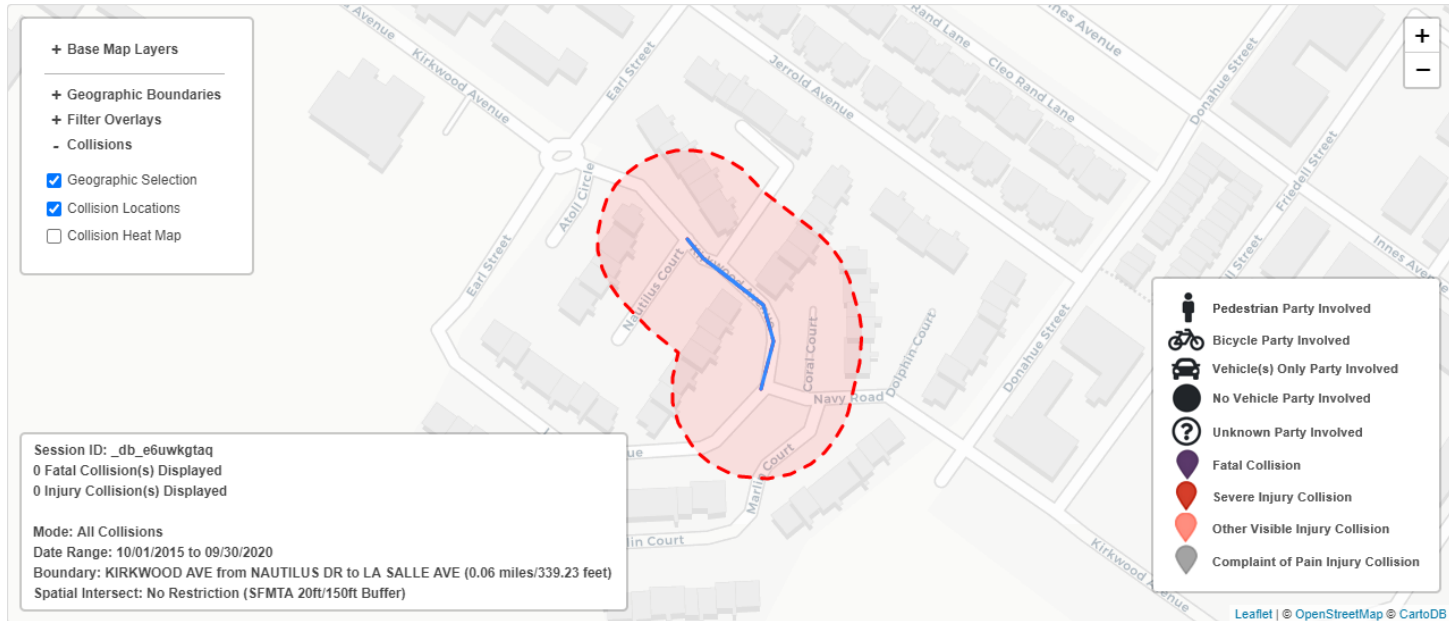 + Base Map Layers
+ Geographic Boundaries
+ Filter Overlays
- Collisions
Geographic Selection
Collision Locations
Collision Heat Map
Kirkwood Avenue
Earl Street
Jerrold Avenue
Rand Lane
Cleo Rand Lane
Innes Avenue
Donahue Street
Friedell Street
Innes Avenue
Atoll Circle
Earl Street
Nautilus Court
Kirkwood Avenue
Coral Court
Dolphin Court
Navy Road
Donahue Street
Marlin Court
Kirkwood Avenue
+
−
Pedestrian Party Involved
Bicycle Party Involved
Vehicle(s) Only Party Involved
No Vehicle Party Involved
?
Unknown Party Involved
Fatal Collision
Severe Injury Collision
Other Visible Injury Collision
Complaint of Pain Injury Collision
Session ID: _db_e6uwkgtaq
0 Fatal Collision(s) Displayed
0 Injury Collision(s) Displayed
Mode: All Collisions
Date Range: 10/01/2015 to 09/30/2020
Boundary: KIRKWOOD AVE from NAUTILUS DR to LA SALLE AVE (0.06 miles/339.23 feet)
Spatial Intersect: No Restriction (SFMTA 20ft/150ft Buffer)
Leaflet | © OpenStreetMap © CartoDB